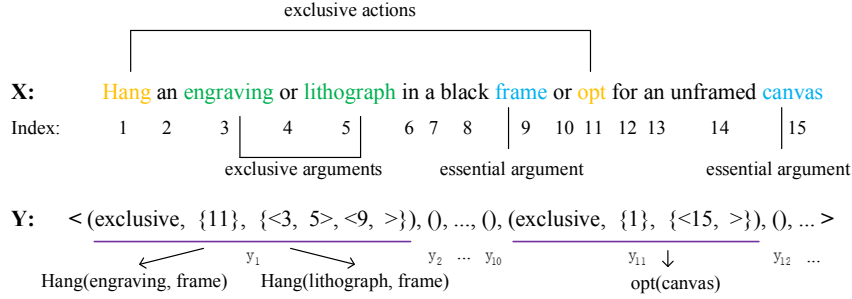 exclusive actions
X: Hang an engraving or lithograph in a black frame or opt for an unframed canvas
Index: 1 2 3 4 5 6 7 8 9 10 11 12 13 14 15
exclusive arguments essential argument essential argument
Y: < (exclusive, {11}, {<3, 5>, <9, >}), (), ..., (), (exclusive, {1}, {<15, >}), (), ... >
y1 y2 ... y10 y11 y12 ...
Hang(engraving, frame) Hang(lithograph, frame) opt(canvas)